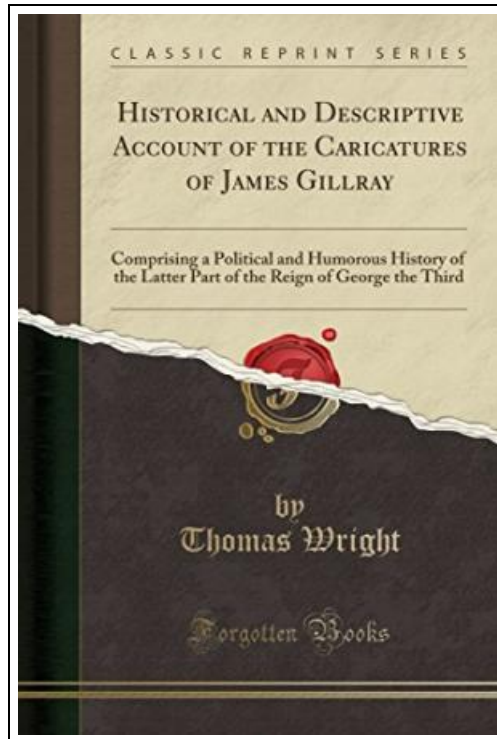 CLASSIC REPRINT SERIES
HISTORICAL AND DESCRIPTIVE
ACCOUNT OF THE CARICATURES
OF JAMES GILLRAY
Comprising a Political and Humorous History of
the Latter Part of the Reign of George the Third
by
Thomas Wright
Forgotten Books